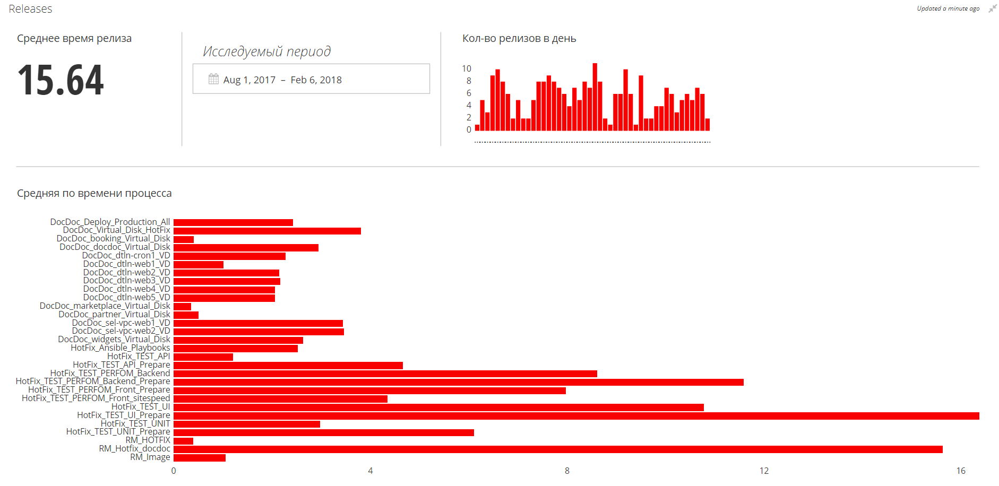 Releases
Updated a minute ago
Среднее время релиза
15.64
Исследуемый период
Aug 1, 2017 – Feb 6, 2018
Кол-во релизов в день
10
8
6
4
2
0
Средняя по времени процесса
DocDoc_Deploy_Production_All
DocDoc_Virtual_Disk_HotFix
DocDoc_booking_Virtual_Disk
DocDoc_docdoc_Virtual_Disk
DocDoc_dtln-cron1_VD
DocDoc_dtln-web1_VD
DocDoc_dtln-web2_VD
DocDoc_dtln-web3_VD
DocDoc_dtln-web4_VD
DocDoc_dtln-web5_VD
DocDoc_marketplace_Virtual_Disk
DocDoc_partner_Virtual_Disk
DocDoc_sel-vpc-web1_VD
DocDoc_sel-vpc-web2_VD
DocDoc_widgets_Virtual_Disk
HotFix_Ansible_Playbooks
HotFix_TEST_API
HotFix_TEST_API_Prepare
HotFix_TEST_PERFOM_Backend
HotFix_TEST_PERFOM_Backend_Prepare
HotFix_TEST_PERFOM_Front_Prepare
HotFix_TEST_PERFOM_Front_sitespeed
HotFix_TEST_UI
HotFix_TEST_UI_Prepare
HotFix_TEST_UNIT
HotFix_TEST_UNIT_Prepare
RM_HOTFIX
RM_Hotfix_docdoc
RM_Image
0 4 8 12 16